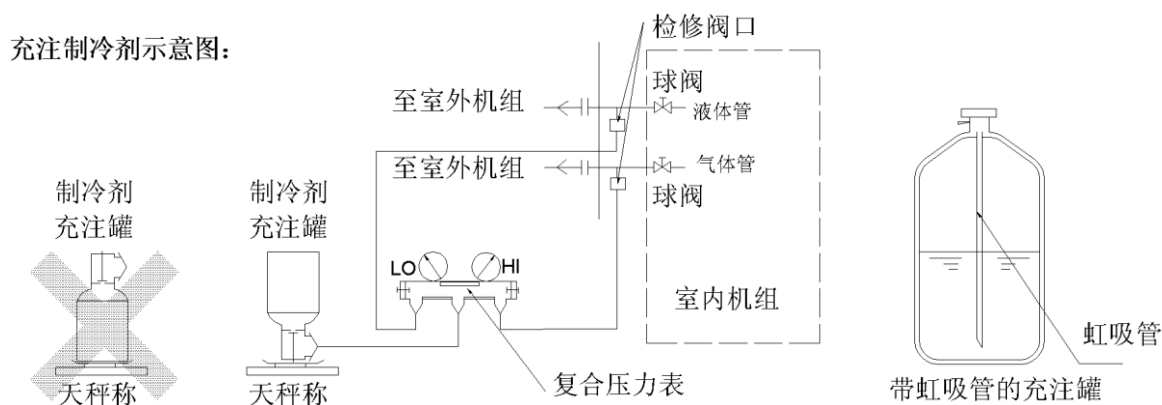 充注制冷剂示意图：
检修阀口
球阀
至室外机组
液体管
至室外机组
气体管
球阀
制冷剂
充注罐
制冷剂
充注罐
LO
HI
室内机组
虹吸管
天秤称
天秤称
复合压力表
带虹吸管的充注罐